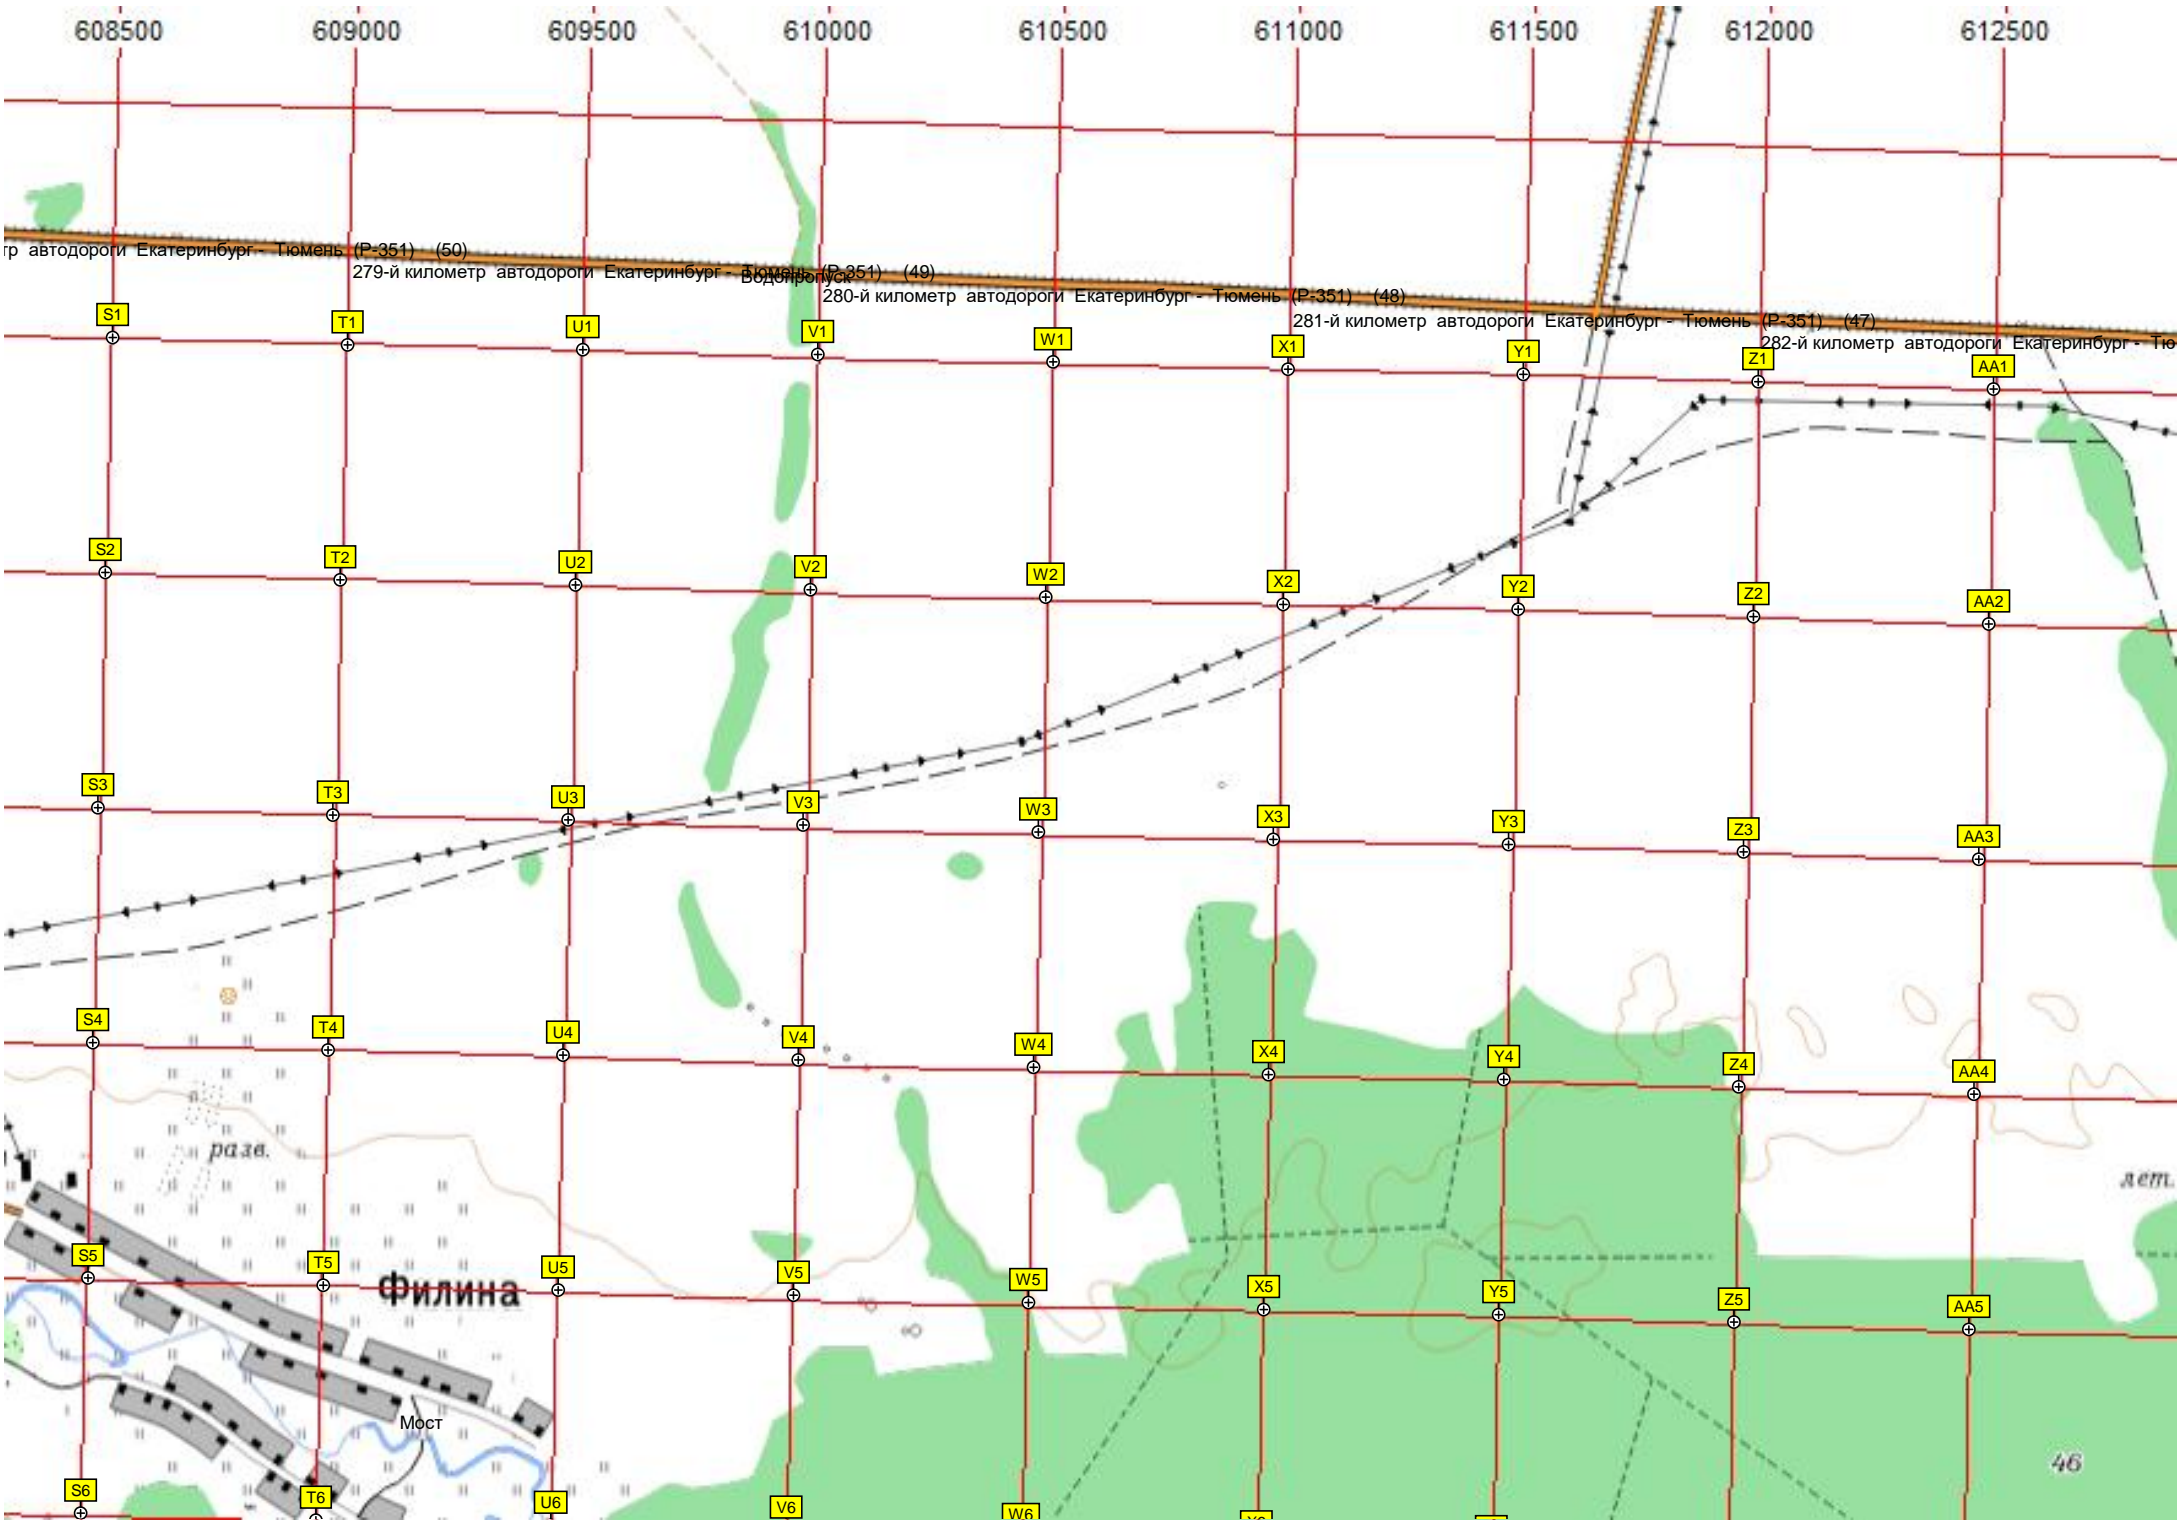 608500 609000 609500 610000 610500 611000 611500 612000 612500
тр автодороги Екатеринбург - Тюмень (Р-351) (50)
279-й километр автодороги Екатеринбург - Тюмень (Р-351) (49)
Водопропуск
280-й километр автодороги Екатеринбург - Тюмень (Р-351) (48)
281-й километр автодороги Екатеринбург - Тюмень (Р-351) (47)
282-й километр автодороги Екатеринбург - Тю
S1 T1 U1 V1 W1 X1 Y1 Z1 AA1
S2 T2 U2 V2 W2 X2 Y2 Z2 AA2
S3 T3 U3 V3 W3 X3 Y3 Z3 AA3
S4 T4 U4 V4 W4 X4 Y4 Z4 AA4
разв.
лет.
S5 T5 U5 V5 W5 X5 Y5 Z5 AA5
Филина
Мост
46
S6 T6 U6 V6 W6